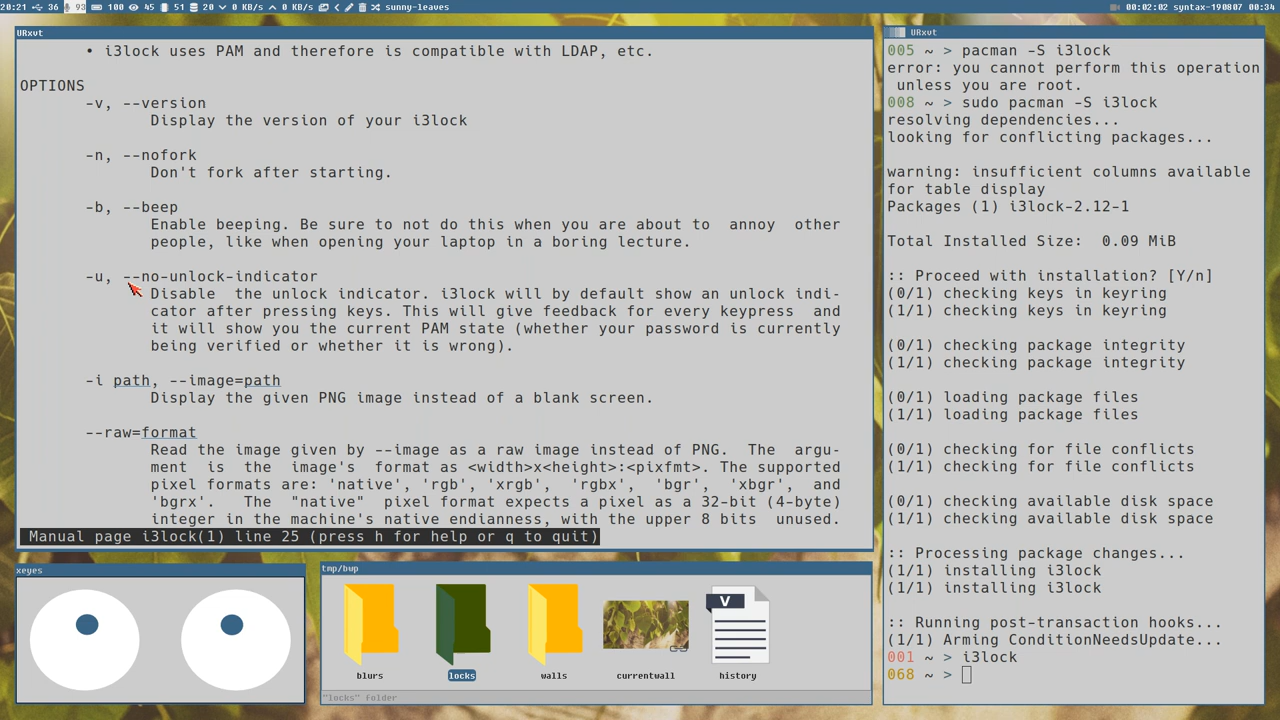 20:21 36 93 100 45 51 20 0 KB/s 0 KB/s sunny-leaves 00:02:02 syntax-190807 00:34
URxvt
• i3lock uses PAM and therefore is compatible with LDAP, etc.
OPTIONS
-v, --version
Display the version of your i3lock
-n, --nofork
Don't fork after starting.
-b, --beep
Enable beeping. Be sure to not do this when you are about to annoy other
people, like when opening your laptop in a boring lecture.
-u, --no-unlock-indicator
Disable the unlock indicator. i3lock will by default show an unlock indi-
cator after pressing keys. This will give feedback for every keypress and
it will show you the current PAM state (whether your password is currently
being verified or whether it is wrong).
-i path, --image=path
Display the given PNG image instead of a blank screen.
--raw=format
Read the image given by --image as a raw image instead of PNG. The argu-
ment is the image's format as <width>x<height>:<pixfmt>. The supported
pixel formats are: 'native', 'rgb', 'xrgb', 'rgbx', 'bgr', 'xbgr', and
'bgrx'. The "native" pixel format expects a pixel as a 32-bit (4-byte)
integer in the machine's native endianness, with the upper 8 bits unused.
Manual page i3lock(1) line 25 (press h for help or q to quit)
xeyes
tmp/bwp
V
blurs locks walls currentwall history
"locks" Folder
URxvt
005 ~ > pacman -S i3lock
error: you cannot perform this operation
unless you are root.
008 ~ > sudo pacman -S i3lock
resolving dependencies...
looking for conflicting packages...
warning: insufficient columns available
for table display
Packages (1) i3lock-2.12-1
Total Installed Size: 0.09 MiB
:: Proceed with installation? [Y/n]
(0/1) checking keys in keyring
(1/1) checking keys in keyring
(0/1) checking package integrity
(1/1) checking package integrity
(0/1) loading package files
(1/1) loading package files
(0/1) checking for file conflicts
(1/1) checking for file conflicts
(0/1) checking available disk space
(1/1) checking available disk space
:: Processing package changes...
(1/1) installing i3lock
(1/1) installing i3lock
:: Running post-transaction hooks...
(1/1) Arming ConditionNeedsUpdate...
001 ~ > i3lock
068 ~ >